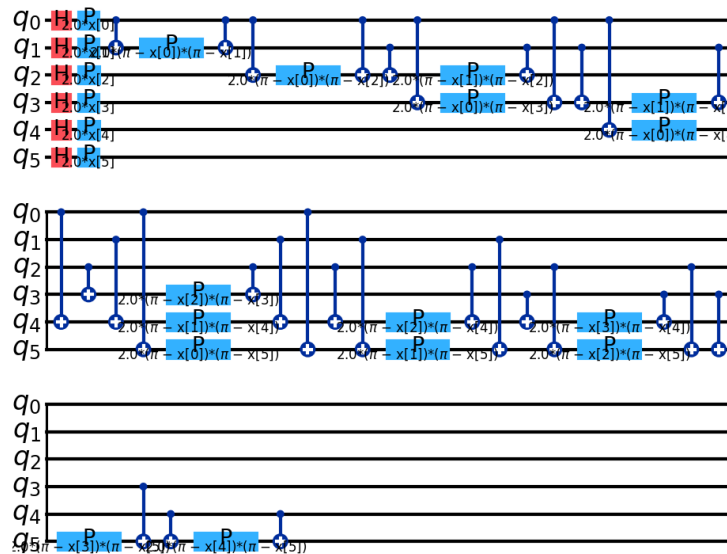 q0 H P 2.0*x[0]
q1 H P 2.0*x[1] P 2.0*(π − x[0])*(π − x[1])
q2 H P 2.0*x[2] P 2.0*(π − x[0])*(π − x[2]) P 2.0*(π − x[1])*(π − x[2])
q3 H P 2.0*x[3] P 2.0*(π − x[0])*(π − x[3]) P 2.0*(π − x[1])*(π − x
q4 H P 2.0*x[4] P 2.0*(π − x[0])*(π − x[
q5 H P 2.0*x[5]
q0
q1
q2
q3 P 2.0*(π − x[2])*(π − x[3])
q4 P 2.0*(π − x[1])*(π − x[4]) P 2.0*(π − x[2])*(π − x[4]) P 2.0*(π − x[3])*(π − x[4])
q5 P 2.0*(π − x[0])*(π − x[5]) P 2.0*(π − x[1])*(π − x[5]) P 2.0*(π − x[2])*(π − x[5])
q0
q1
q2
q3
q4
q5 P 2.0*(π − x[3])*(π − x[5]) P 2.0*(π − x[4])*(π − x[5])